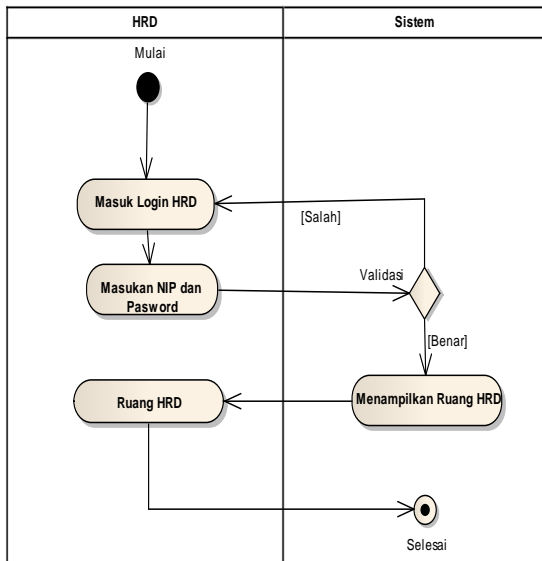 HRD
Sistem
Mulai
Masuk Login HRD
[Salah]
Masukan NIP dan
Pasword
Validasi
[Benar]
Ruang HRD
Menampilkan Ruang HRD
Selesai